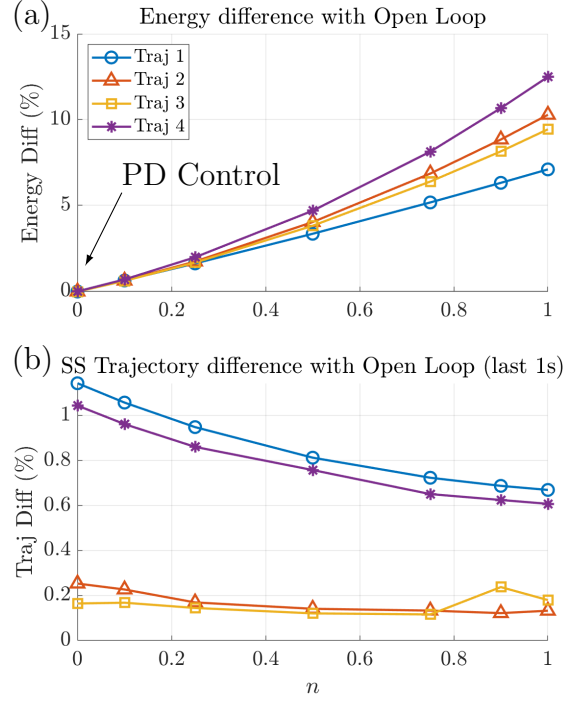 (a)
Energy difference with Open Loop
15
10
5
0
Energy Diff (%)
Traj 1
Traj 2
Traj 3
Traj 4
PD Control
0 0.2 0.4 0.6 0.8 1
(b)
SS Trajectory difference with Open Loop (last 1s)
1
0.8
0.6
0.4
0.2
0
Traj Diff (%)
0 0.2 0.4 0.6 0.8 1
n